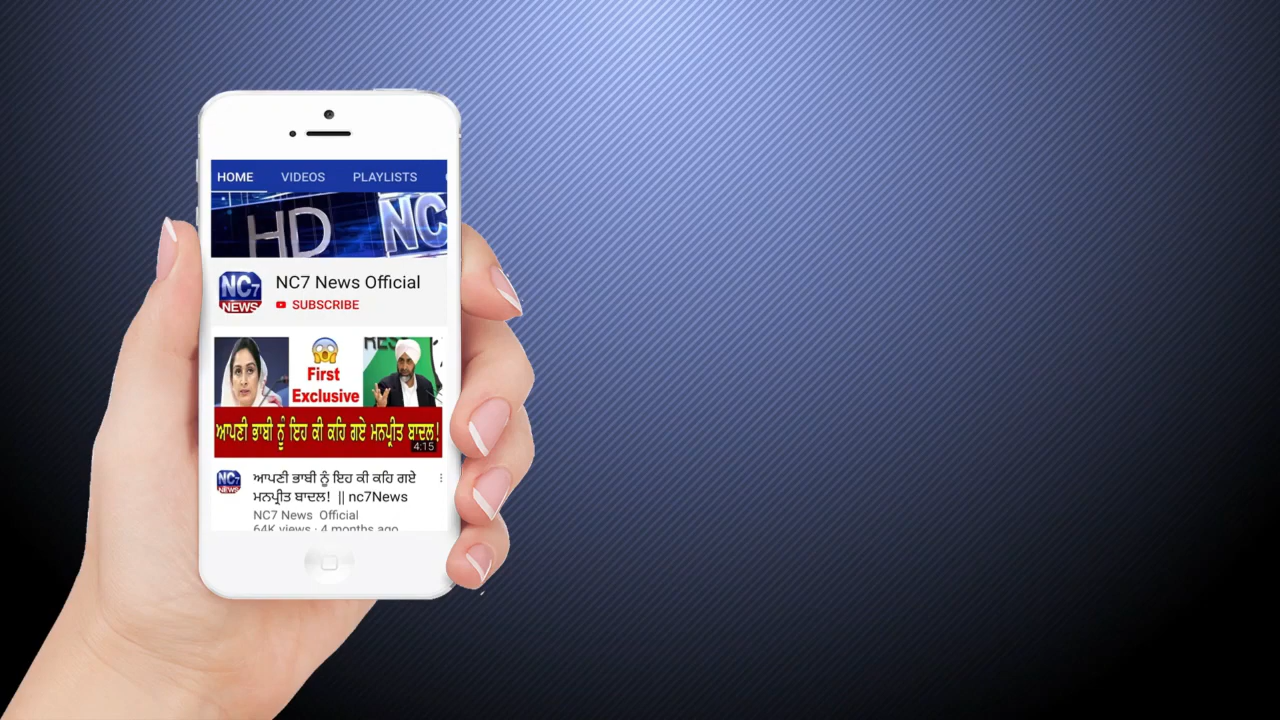 HOME VIDEOS PLAYLISTS
HD NC
NC7 NEWS
NC7 News Official
SUBSCRIBE
First
Exclusive
ਆਪਣੀ ਭਾਬੀ ਨੂੰ ਇਹ ਕੀ ਕਹਿ ਗਏ ਮਨਪ੍ਰੀਤ ਬਾਦਲ!
4:15
NC7 NEWS
ਆਪਣੀ ਭਾਬੀ ਨੂੰ ਇਹ ਕੀ ਕਹਿ ਗਏ
ਮਨਪ੍ਰੀਤ ਬਾਦਲ! || nc7News
NC7 News Official
64K views · 4 months ago